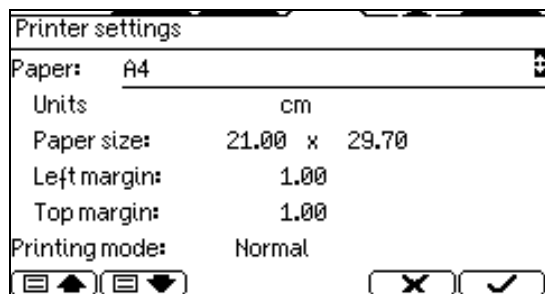 Printer settings
Paper: A4
Units cm
Paper size: 21.00 x 29.70
Left margin: 1.00
Top margin: 1.00
Printing mode: Normal